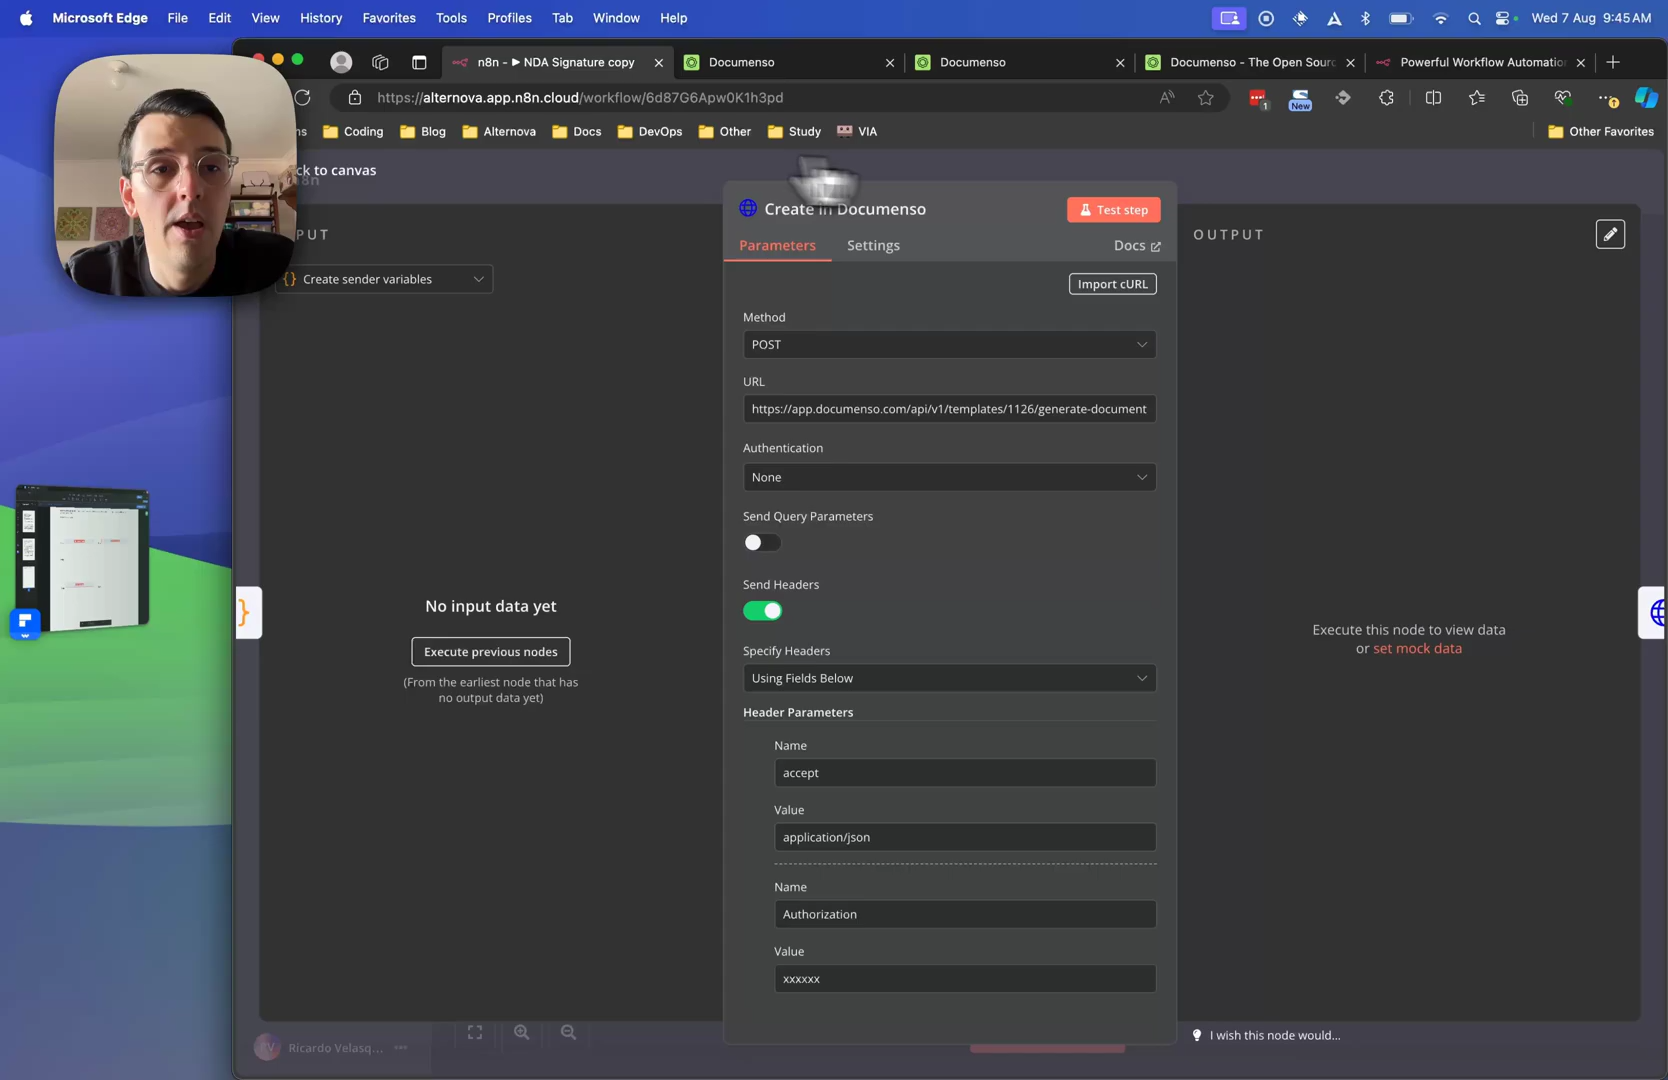 Microsoft Edge File Edit View History Favorites Tools Profiles Tab Window Help Wed 7 Aug 9:45 AM
n8n - ▶ NDA Signature copy Documenso Documenso Documenso - The Open Sourc Powerful Workflow Automation
https://alternova.app.n8n.cloud/workflow/6d87G6Apw0K1h3pd
1 New
ns Coding Blog Alternova Docs DevOps Other Study VIA Other Favorites
ck to canvas
n8n
PUT
{} Create sender variables
Create in Documenso
Test step
Parameters Settings Docs
Import cURL
Method
POST
URL
https://app.documenso.com/api/v1/templates/1126/generate-document
Authentication
None
Send Query Parameters
Send Headers
Specify Headers
Using Fields Below
Header Parameters
Name
accept
Value
application/json
Name
Authorization
Value
xxxxxx
No input data yet
Execute previous nodes
(From the earliest node that has
no output data yet)
OUTPUT
Execute this node to view data
or set mock data
I wish this node would...
RV Ricardo Velasq...